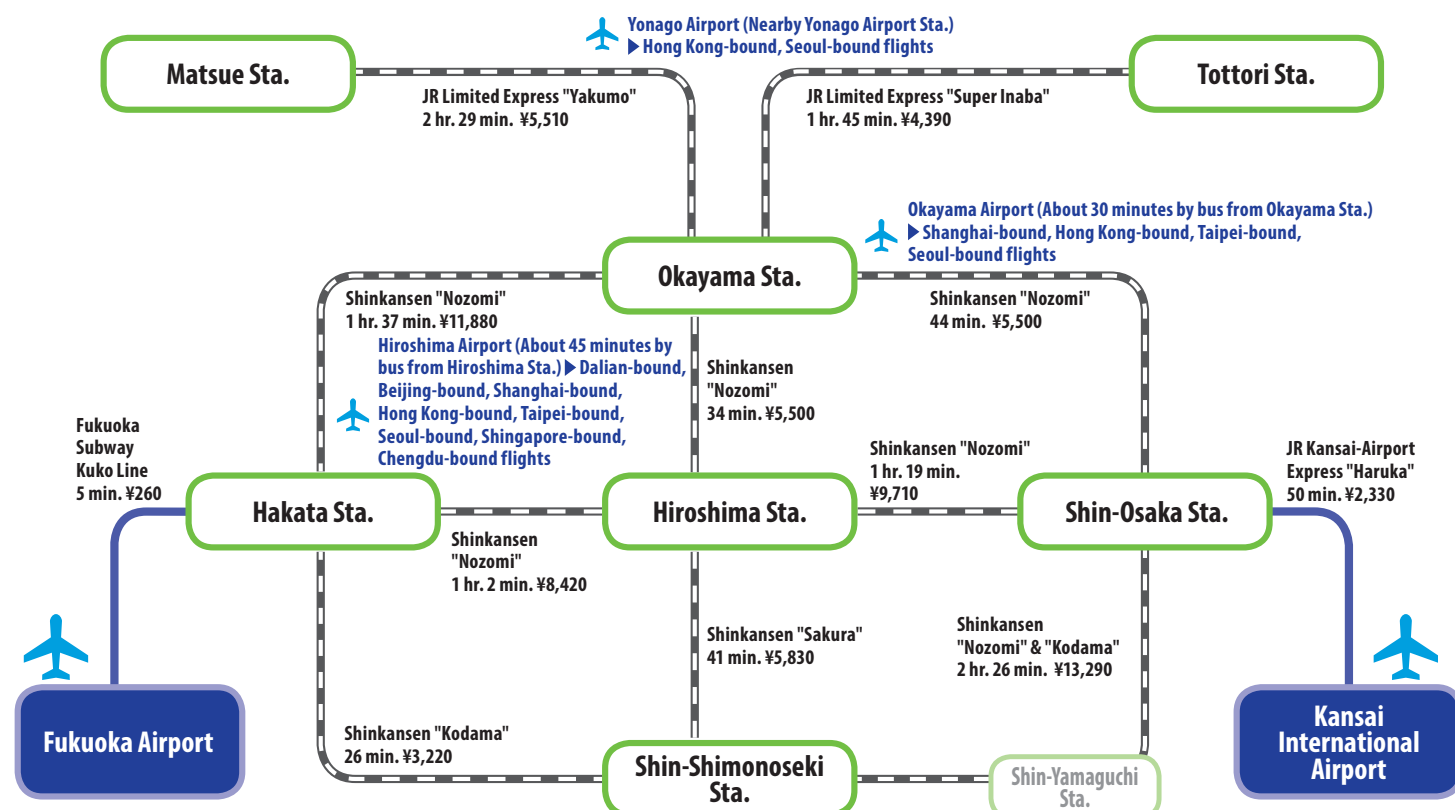 Yonago Airport (Nearby Yonago Airport Sta.)
▶ Hong Kong-bound, Seoul-bound flights
Matsue Sta.
Tottori Sta.
JR Limited Express "Yakumo"
2 hr. 29 min. ¥5,510
JR Limited Express "Super Inaba"
1 hr. 45 min. ¥4,390
Okayama Airport (About 30 minutes by bus from Okayama Sta.)
▶ Shanghai-bound, Hong Kong-bound, Taipei-bound,
Seoul-bound flights
Okayama Sta.
Shinkansen "Nozomi"
1 hr. 37 min. ¥11,880
Shinkansen "Nozomi"
44 min. ¥5,500
Hiroshima Airport (About 45 minutes by
bus from Hiroshima Sta.) ▶ Dalian-bound,
Beijing-bound, Shanghai-bound,
Hong Kong-bound, Taipei-bound,
Seoul-bound, Shingapore-bound,
Chengdu-bound flights
Shinkansen
"Nozomi"
34 min. ¥5,500
Fukuoka
Subway
Kuko Line
5 min. ¥260
Shinkansen "Nozomi"
1 hr. 19 min.
¥9,710
JR Kansai-Airport
Express "Haruka"
50 min. ¥2,330
Hakata Sta.
Hiroshima Sta.
Shin-Osaka Sta.
Shinkansen
"Nozomi"
1 hr. 2 min. ¥8,420
Shinkansen "Sakura"
41 min. ¥5,830
Shinkansen
"Nozomi" & "Kodama"
2 hr. 26 min. ¥13,290
Fukuoka Airport
Shinkansen "Kodama"
26 min. ¥3,220
Shin-Shimonoseki
Sta.
Shin-Yamaguchi
Sta.
Kansai
International
Airport